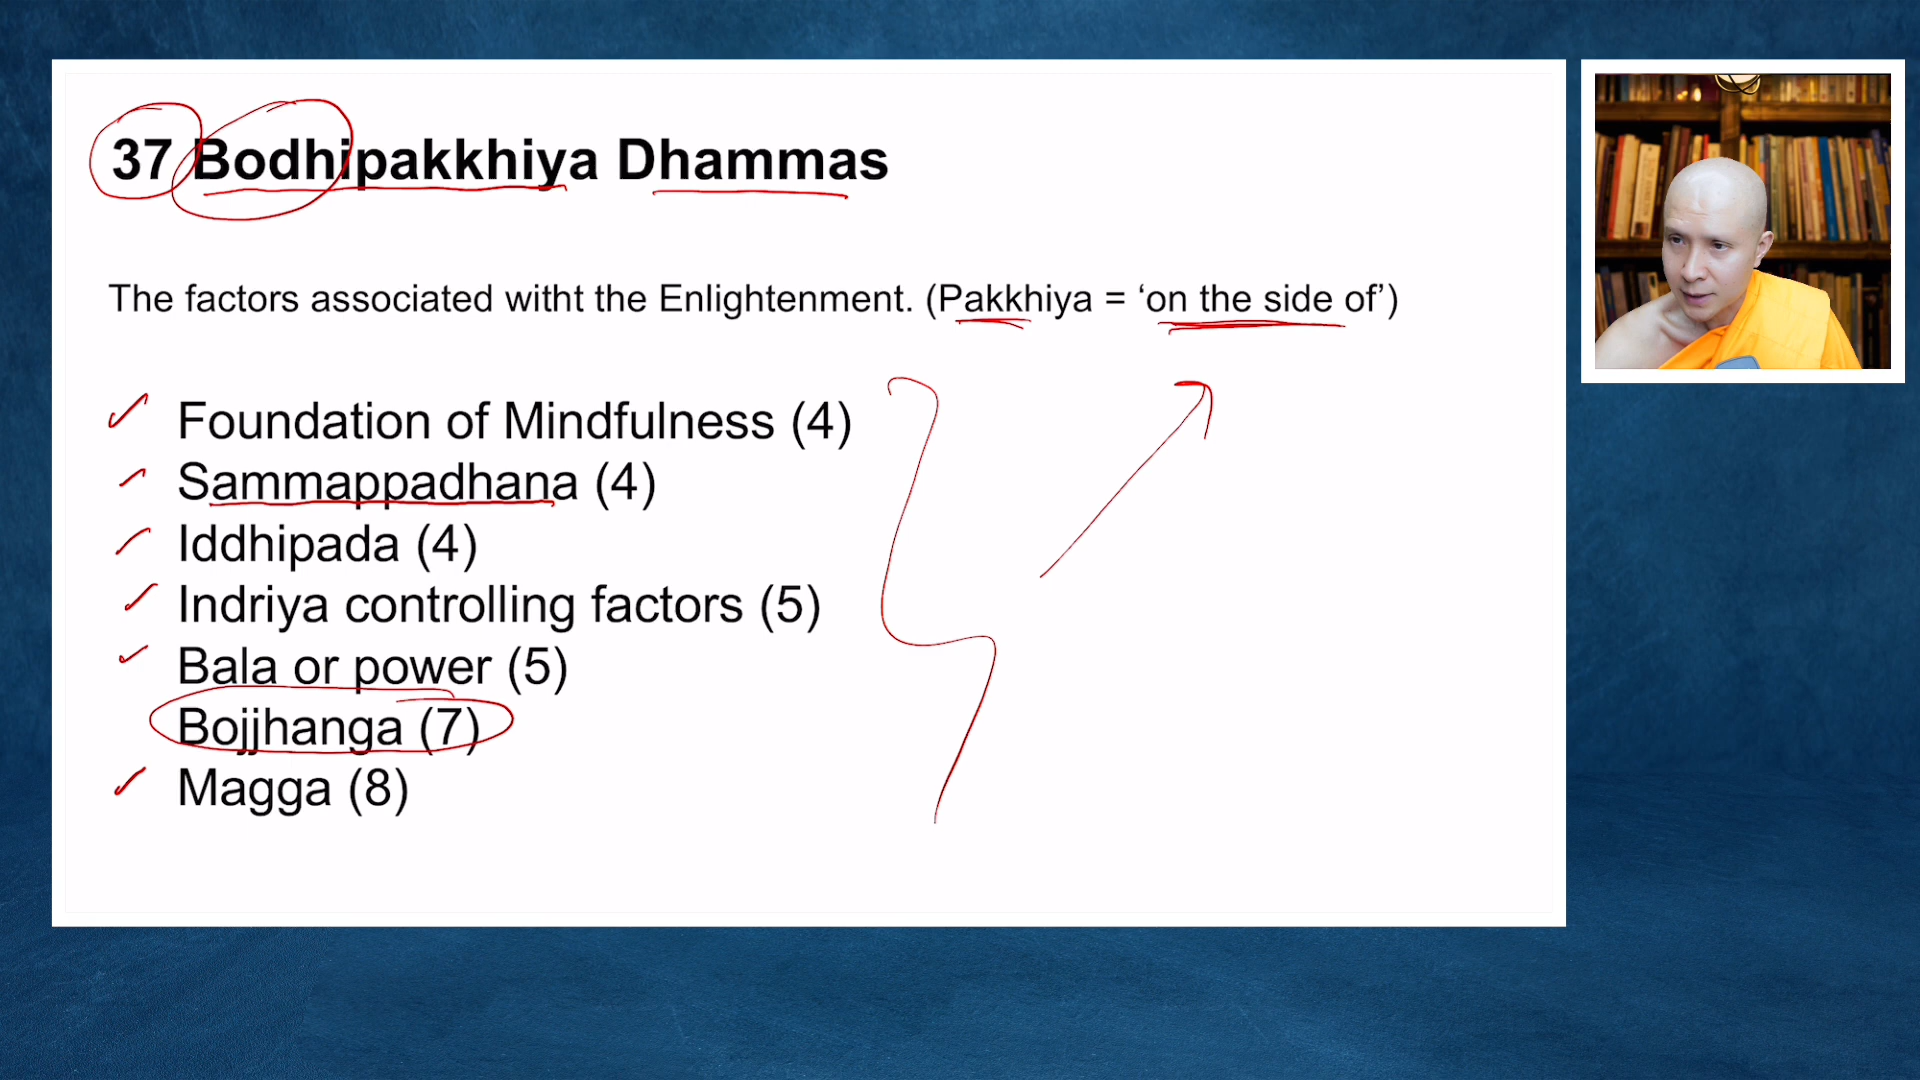 37 Bodhipakkhiya Dhammas
The factors associated witht the Enlightenment. (Pakkhiya = ‘on the side of’)
Foundation of Mindfulness (4)
Sammappadhana (4)
Iddhipada (4)
Indriya controlling factors (5)
Bala or power (5)
Bojjhanga (7)
Magga (8)